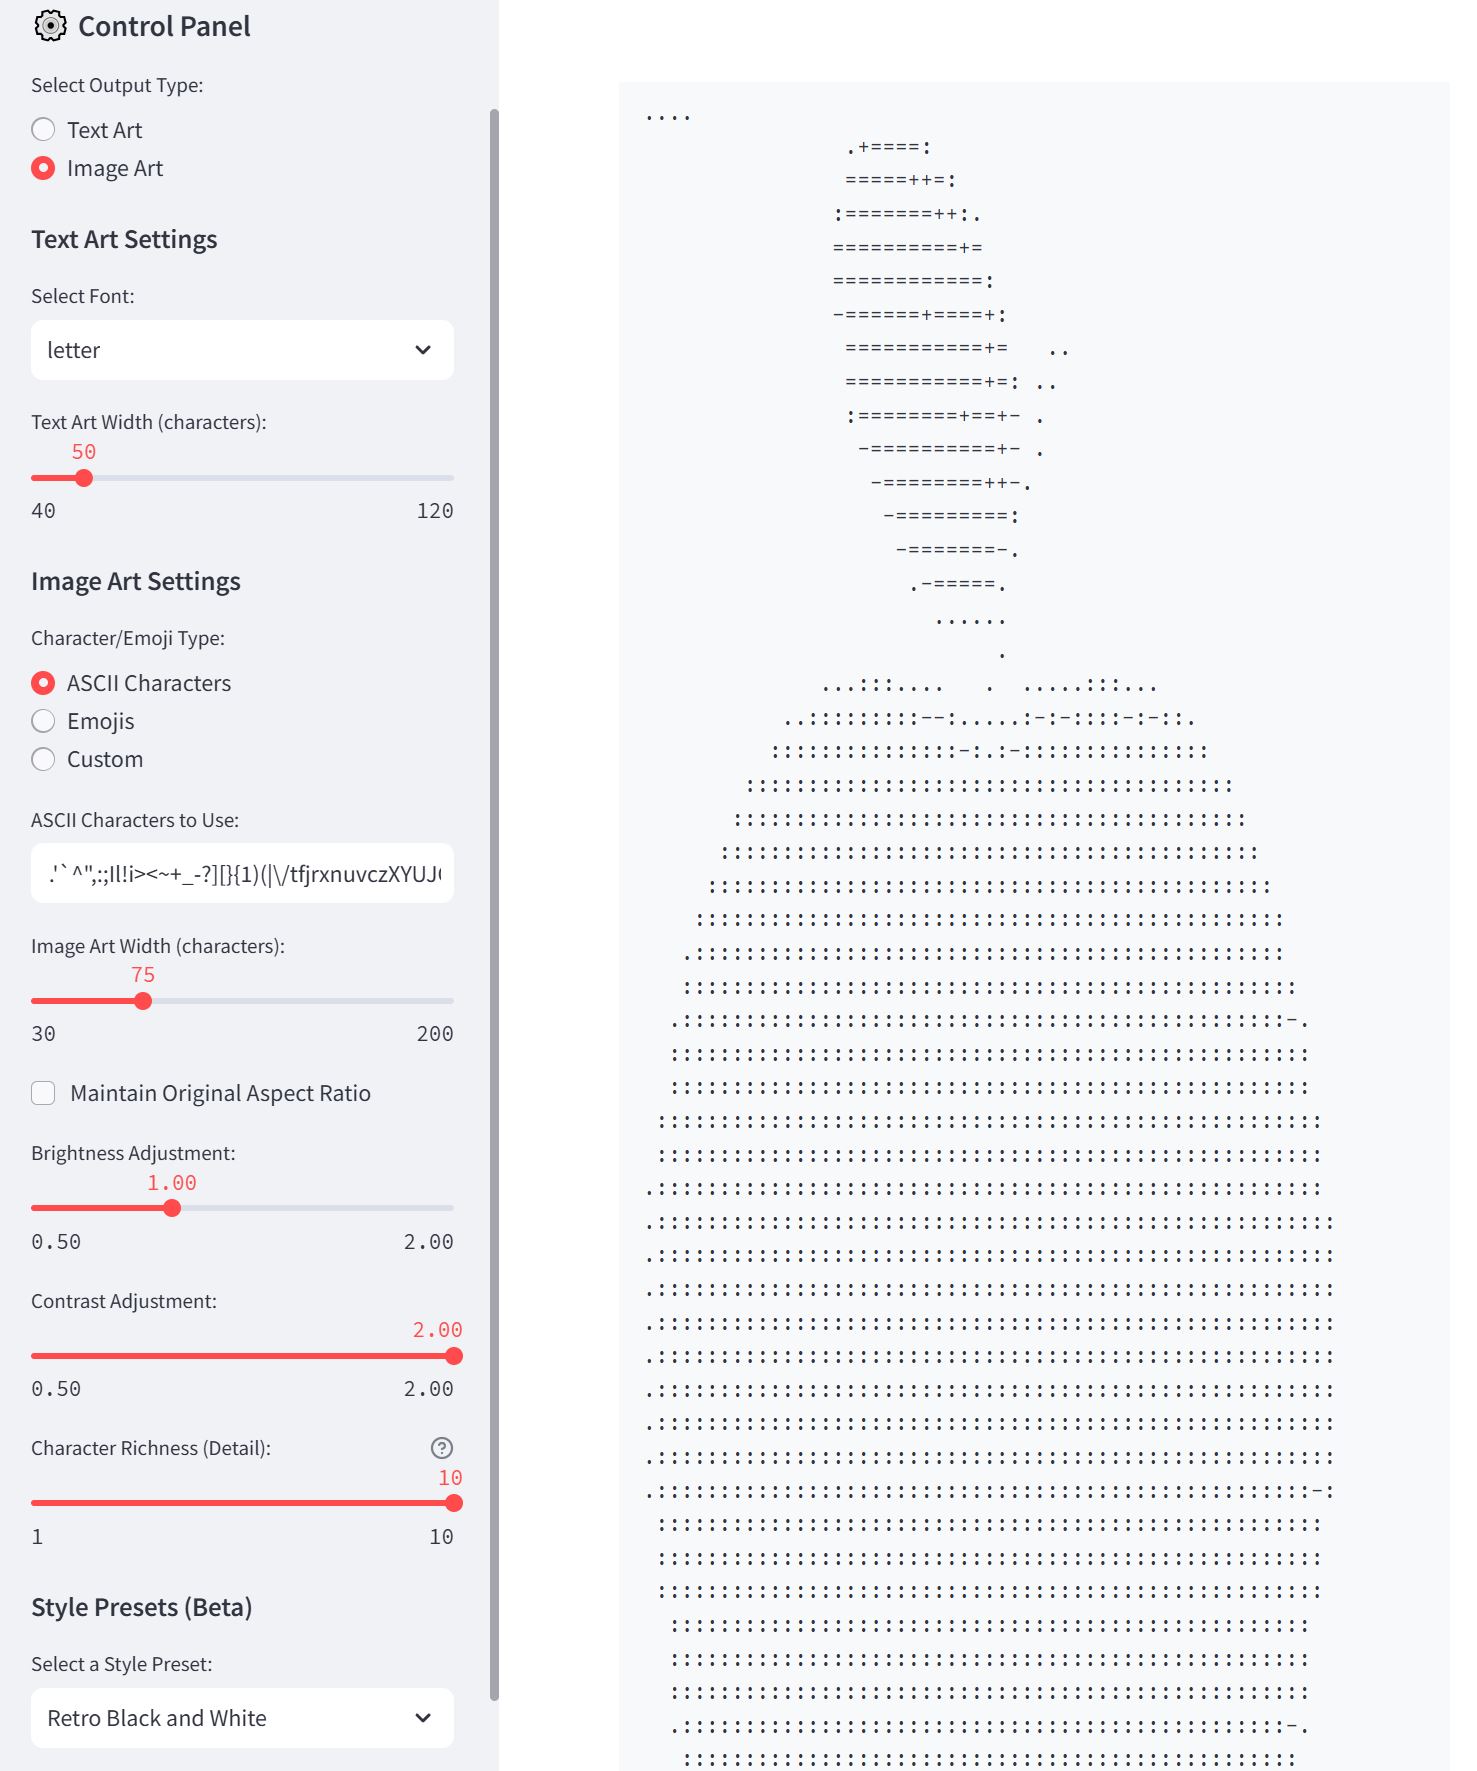 Control Panel
Select Output Type:
Text Art
Image Art
Text Art Settings
Select Font:
letter
Text Art Width (characters):
50
40 120
Image Art Settings
Character/Emoji Type:
ASCII Characters
Emojis
Custom
ASCII Characters to Use:
.'`^",:;Il!i><~+_-?][}{1)(|\/tfjrxnuvczXYUJ
Image Art Width (characters):
75
30 200
Maintain Original Aspect Ratio
Brightness Adjustment:
1.00
0.50 2.00
Contrast Adjustment:
2.00
0.50 2.00
Character Richness (Detail):
10
1 10
Style Presets (Beta)
Select a Style Preset:
Retro Black and White